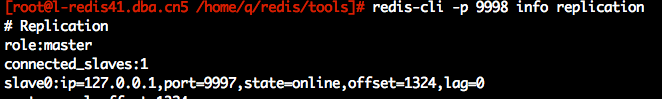 [root@l-redis41.dba.cn5 /home/q/redis/tools]# redis-cli -p 9998 info replication
# Replication
role:master
connected_slaves:1
slave0:ip=127.0.0.1,port=9997,state=online,offset=1324,lag=0